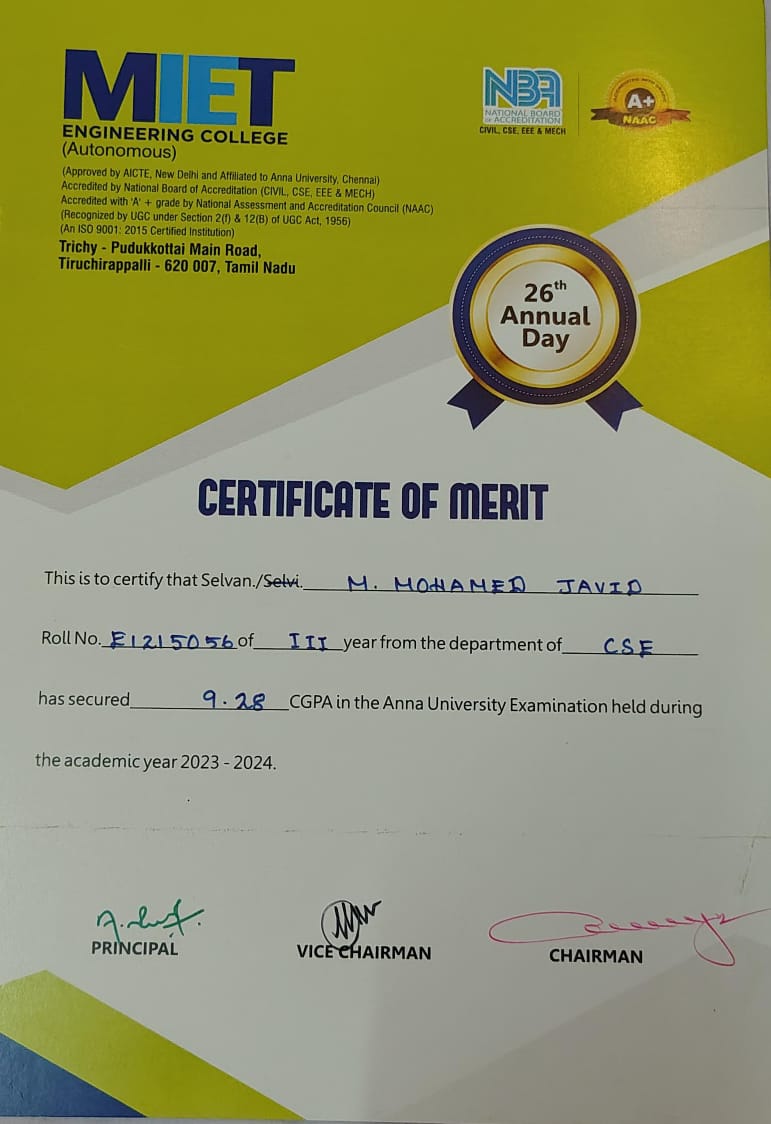 MIET
ENGINEERING COLLEGE
(Autonomous)
(Approved by AICTE, New Delhi and Affiliated to Anna University, Chennai)
Accredited by National Board of Accreditation (CIVIL, CSE, EEE & MECH)
Accredited with 'A' + grade by National Assessment and Accreditation Council (NAAC)
(Recognized by UGC under Section 2(f) & 12(B) of UGC Act, 1956)
(An ISO 9001: 2015 Certified Institution)
Trichy - Pudukkottai Main Road,
Tiruchirappalli - 620 007, Tamil Nadu
NBA
NATIONAL BOARD
OF ACCREDITATION
CIVIL, CSE, EEE & MECH
A+
NAAC
26th
Annual
Day
CERTIFICATE OF MERIT
This is to certify that Selvan./Selvi. M. MOHAMED JAVID
Roll No. E1215056 of III year from the department of CSE
has secured 9.28 CGPA in the Anna University Examination held during
the academic year 2023 - 2024.
PRINCIPAL
VICE CHAIRMAN
CHAIRMAN